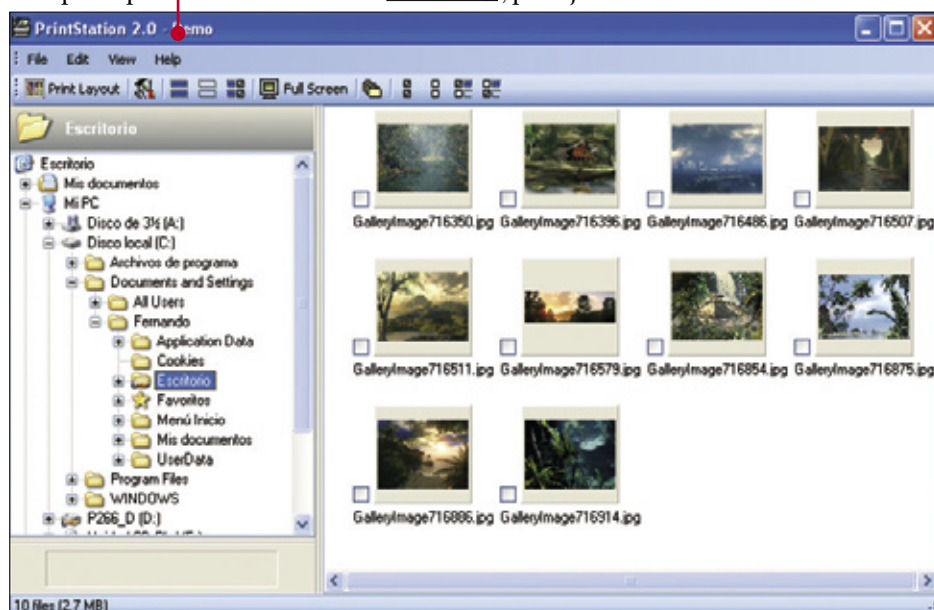 PrintStation 2.0 - Demo
File Edit View Help
Print Layout Full Screen
Escritorio
Escritorio
Mis documentos
Mi PC
Disco de 3½ (A:)
Disco local (C:)
Archivos de programa
Documents and Settings
All Users
Fernando
Application Data
Cookies
Escritorio
Favoritos
Menú Inicio
Mis documentos
UserData
Program Files
WINDOWS
P266_D (D:)
GalleryImage716350.jpg GalleryImage716396.jpg GalleryImage716486.jpg GalleryImage716507.jpg
GalleryImage716511.jpg GalleryImage716579.jpg GalleryImage716854.jpg GalleryImage716875.jpg
GalleryImage716886.jpg GalleryImage716914.jpg
10 files (2.7 MB)